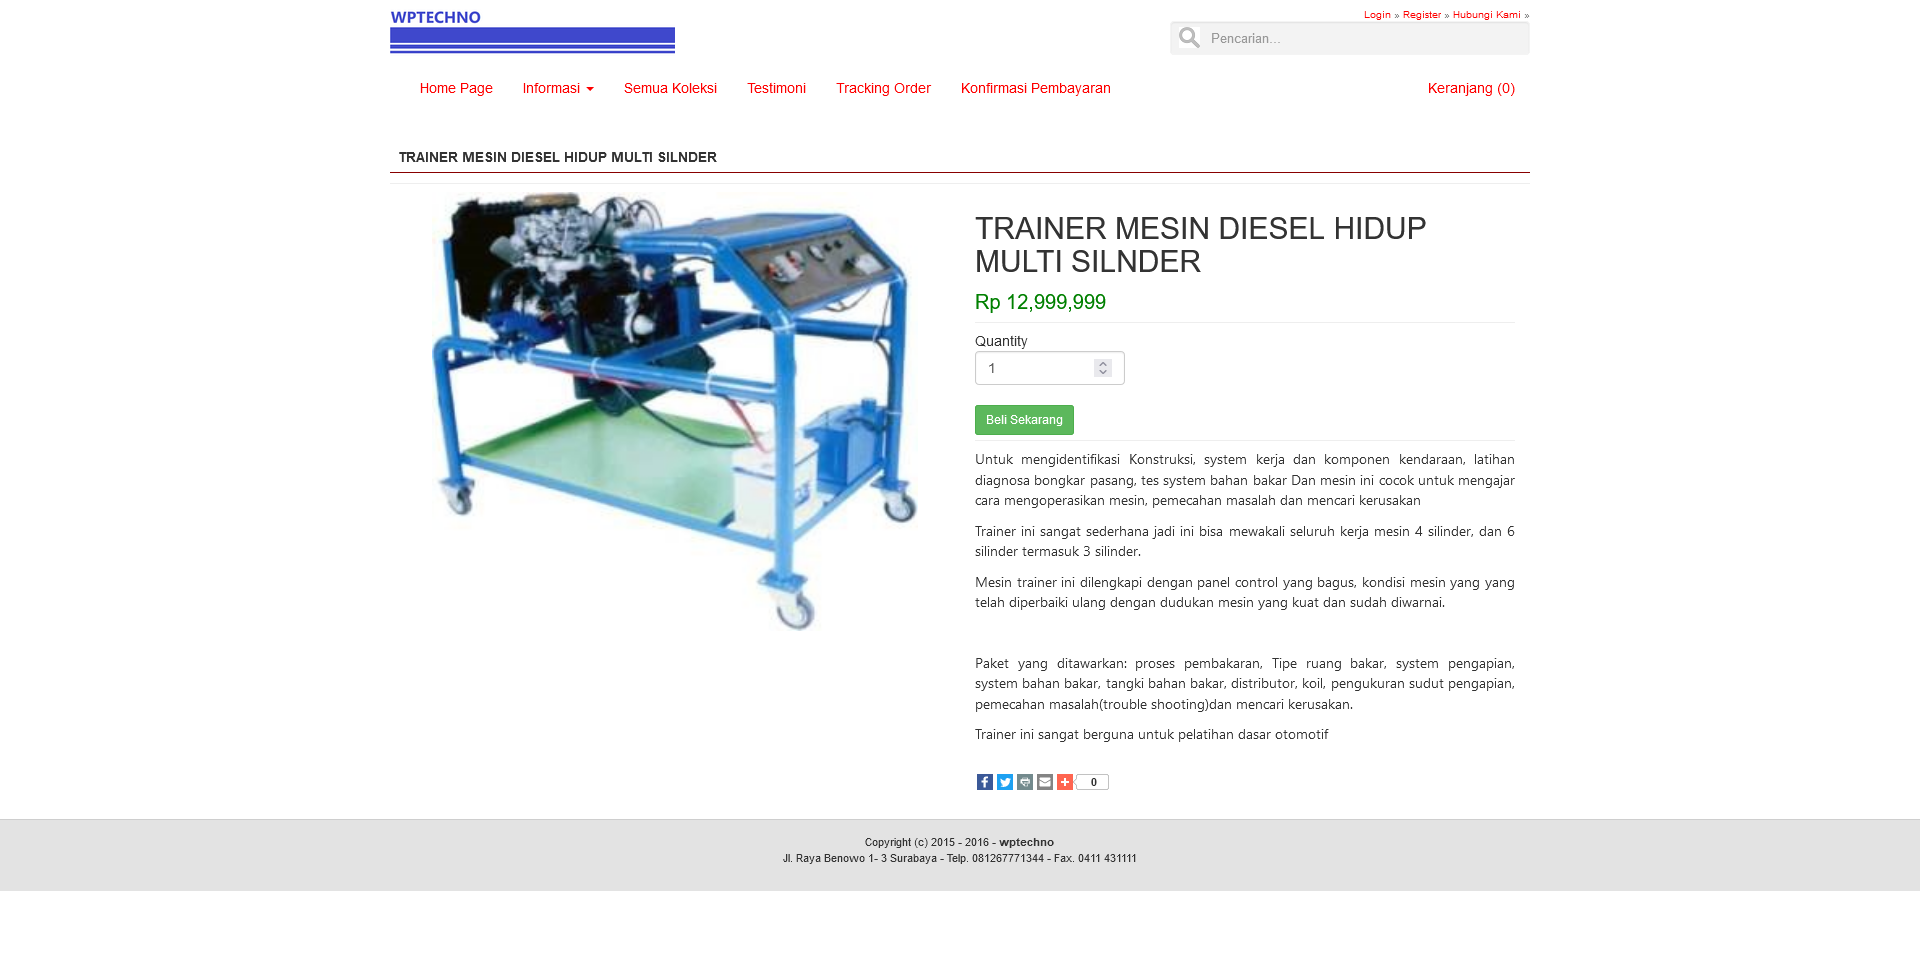 WPTECHNO
Login » Register » Hubungi Kami »
Pencarian...
Home Page Informasi Semua Koleksi Testimoni Tracking Order Konfirmasi Pembayaran Keranjang (0)
TRAINER MESIN DIESEL HIDUP MULTI SILNDER
TRAINER MESIN DIESEL HIDUP
MULTI SILNDER
Rp 12,999,999
Quantity
1
Beli Sekarang
Untuk mengidentifikasi Konstruksi, system kerja dan komponen kendaraan, latihan
diagnosa bongkar pasang, tes system bahan bakar Dan mesin ini cocok untuk mengajar
cara mengoperasikan mesin, pemecahan masalah dan mencari kerusakan
Trainer ini sangat sederhana jadi ini bisa mewakali seluruh kerja mesin 4 silinder, dan 6
silinder termasuk 3 silinder.
Mesin trainer ini dilengkapi dengan panel control yang bagus, kondisi mesin yang yang
telah diperbaiki ulang dengan dudukan mesin yang kuat dan sudah diwarnai.
Paket yang ditawarkan: proses pembakaran, Tipe ruang bakar, system pengapian,
system bahan bakar, tangki bahan bakar, distributor, koil, pengukuran sudut pengapian,
pemecahan masalah(trouble shooting)dan mencari kerusakan.
Trainer ini sangat berguna untuk pelatihan dasar otomotif
0
Copyright (c) 2015 - 2016 - wptechno
Jl. Raya Benowo 1- 3 Surabaya - Telp. 081267771344 - Fax. 0411 431111